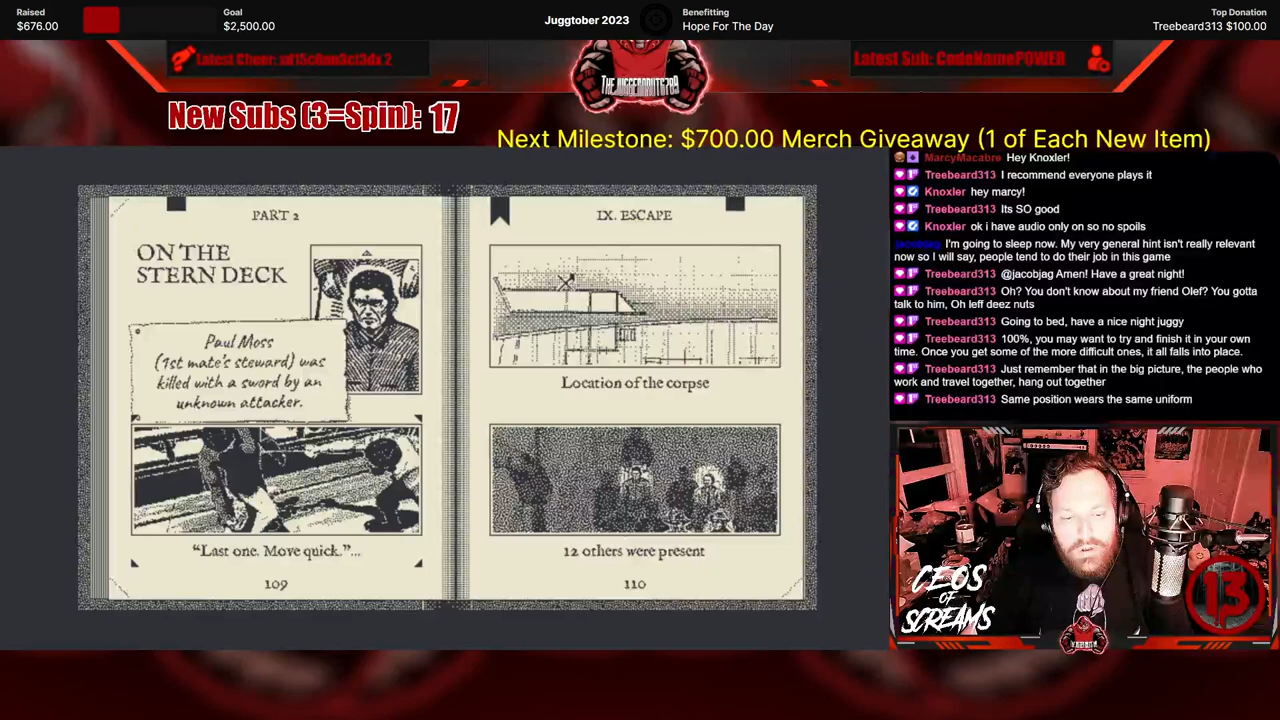 Raised
$676.00
Goal
$2,500.00
Juggtober 2023
Benefitting
Hope For The Day
Top Donation
Treebeard313 $100.00
Latest Cheer: xd15c0nn3ct3dx 2
THEJUGGERNAUT6789
Latest Sub: CodeNamePOWER
New Subs (3=Spin): 17
Next Milestone: $700.00 Merch Giveaway (1 of Each New Item)
PART 2
ON THE
STERN DECK
Paul Moss
(1st mate's steward) was
killed with a sword by an
unknown attacker.
"Last one. Move quick."...
109
IX. ESCAPE
Location of the corpse
12 others were present
110
MarcyMacabre Hey Knoxler!
Treebeard313 I recommend everyone plays it
Knoxler hey marcy!
Treebeard313 Its SO good
Knoxler ok i have audio only on so no spoils
jacobjag I'm going to sleep now. My very general hint isn't really relevant
now so I will say, people tend to do their job in this game
Treebeard313 @jacobjag Amen! Have a great night!
Treebeard313 Oh? You don't know about my friend Olef? You gotta
talk to him, Oh leff deez nuts
Treebeard313 Going to bed, have a nice night juggy
Treebeard313 100%, you may want to try and finish it in your own
time. Once you get some of the more difficult ones, it all falls into place.
Treebeard313 Just remember that in the big picture, the people who
work and travel together, hang out together
Treebeard313 Same position wears the same uniform
CEOS
OF
SCREAMS
13